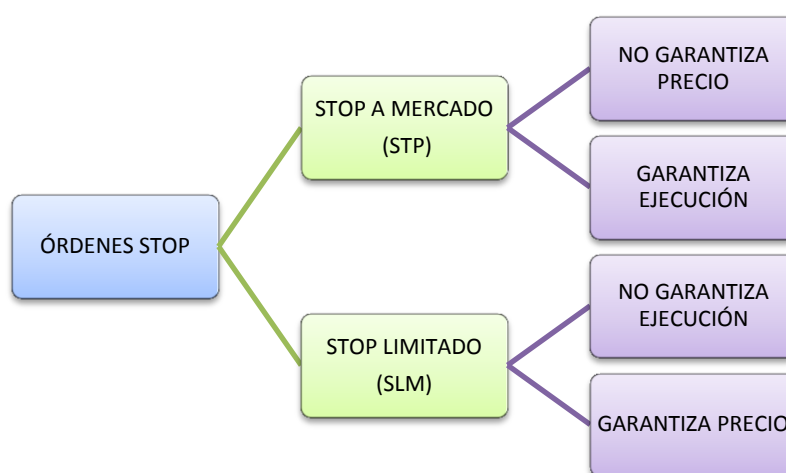 ÓRDENES STOP
STOP A MERCADO
(STP)
NO GARANTIZA
PRECIO
GARANTIZA
EJECUCIÓN
STOP LIMITADO
(SLM)
NO GARANTIZA
EJECUCIÓN
GARANTIZA PRECIO